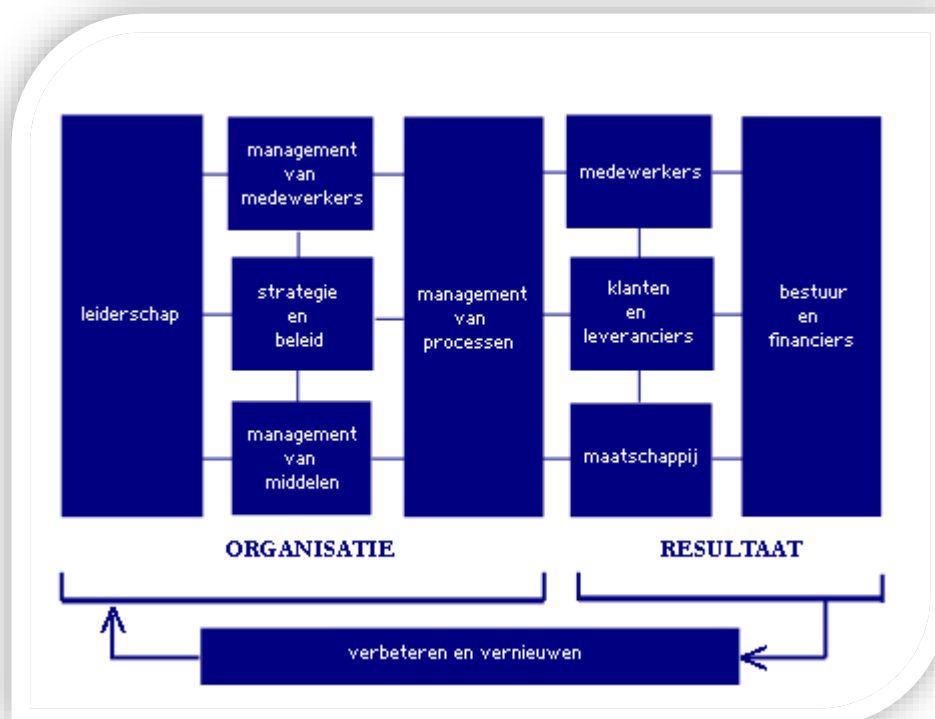 leiderschap
management
van
medewerkers
strategie
en
beleid
management
van
middelen
management
van
processen
medewerkers
klanten
en
leveranciers
maatschappij
bestuur
en
financiers
ORGANISATIE
RESULTAAT
verbeteren en vernieuwen